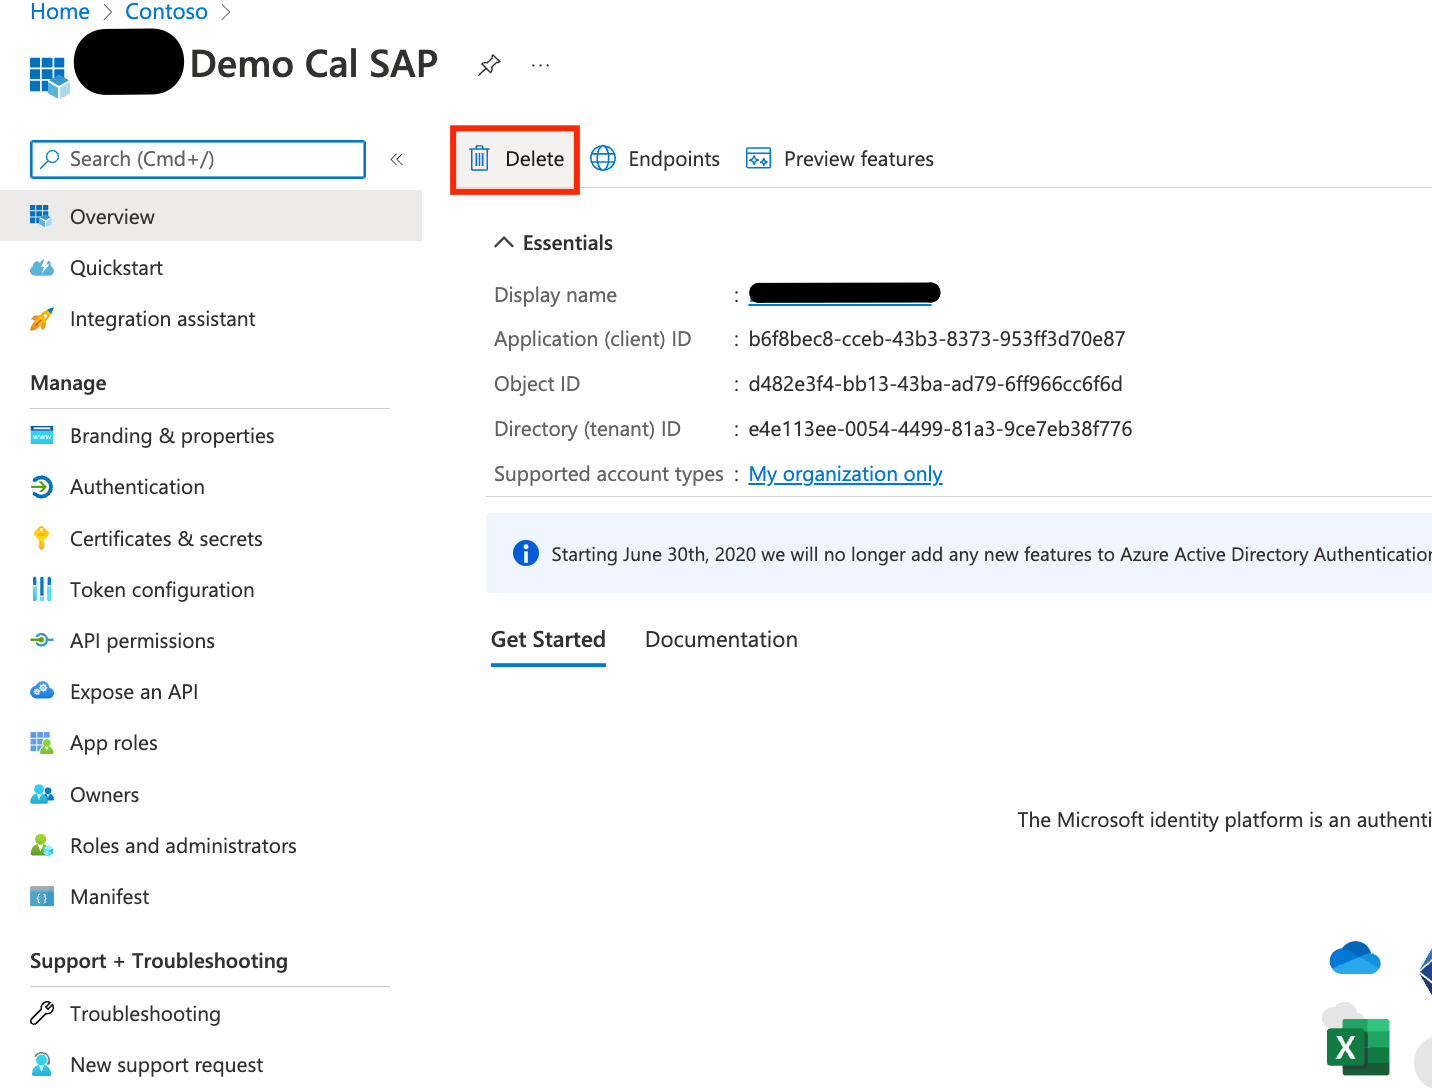 Home > Contoso >
Demo Cal SAP ...
Search (Cmd+/) «
Delete Endpoints Preview features
Overview
Quickstart
Integration assistant
Manage
Branding & properties
Authentication
Certificates & secrets
Token configuration
API permissions
Expose an API
App roles
Owners
Roles and administrators
Manifest
Support + Troubleshooting
Troubleshooting
New support request
Essentials
Display name :
Application (client) ID : b6f8bec8-cceb-43b3-8373-953ff3d70e87
Object ID : d482e3f4-bb13-43ba-ad79-6ff966cc6f6d
Directory (tenant) ID : e4e113ee-0054-4499-81a3-9ce7eb38f776
Supported account types : My organization only
Starting June 30th, 2020 we will no longer add any new features to Azure Active Directory Authentication
Get Started Documentation
The Microsoft identity platform is an authenti
X